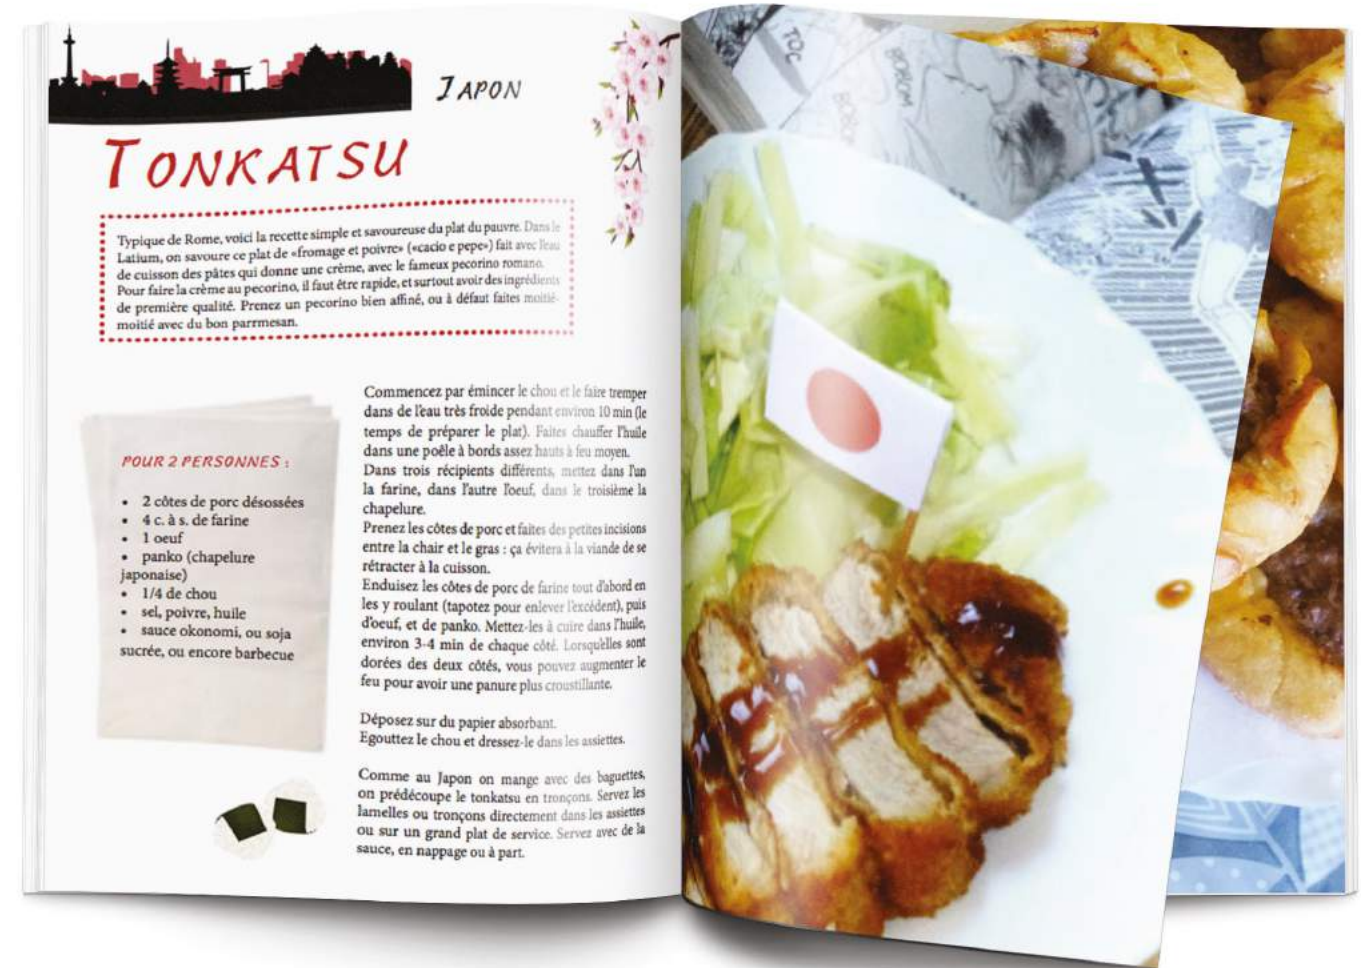 JAPON
TONKATSU
Typique de Rome, voici la recette simple et savoureuse du plat du pauvre. Dans le
Latium, on savoure ce plat de «fromage et poivre» («cacio e pepe») fait avec l'eau
de cuisson des pâtes qui donne une crème, avec le fameux pecorino romano.
Pour faire la crème au pecorino, il faut être rapide, et surtout avoir des ingrédients
de première qualité. Prenez un pecorino bien affiné, ou à défaut faites moitié-
moitié avec du bon parrmesan.
POUR 2 PERSONNES :
• 2 côtes de porc désossées
• 4 c. à s. de farine
• 1 oeuf
• panko (chapelure
japonaise)
• 1/4 de chou
• sel, poivre, huile
• sauce okonomi, ou soja
sucrée, ou encore barbecue
Commencez par émincer le chou et le faire tremper
dans de l'eau très froide pendant environ 10 min (le
temps de préparer le plat). Faites chauffer l'huile
dans une poêle à bords assez hauts à feu moyen.
Dans trois récipients différents, mettez dans l'un
la farine, dans l'autre l'oeuf, dans le troisième la
chapelure.
Prenez les côtes de porc et faites des petites incisions
entre la chair et le gras : ça évitera à la viande de se
rétracter à la cuisson.
Enduisez les côtes de porc de farine tout d'abord en
les y roulant (tapotez pour enlever l'excédent), puis
d'oeuf, et de panko. Mettez-les à cuire dans l'huile,
environ 3-4 min de chaque côté. Lorsqu'elles sont
dorées des deux côtés, vous pouvez augmenter le
feu pour avoir une panure plus croustillante.
Déposez sur du papier absorbant.
Egouttez le chou et dressez-le dans les assiettes.
Comme au Japon on mange avec des baguettes,
on prédécoupe le tonkatsu en tronçons. Servez les
lamelles ou tronçons directement dans les assiettes
ou sur un grand plat de service. Servez avec de la
sauce, en nappage ou à part.
TOC
BOBOM